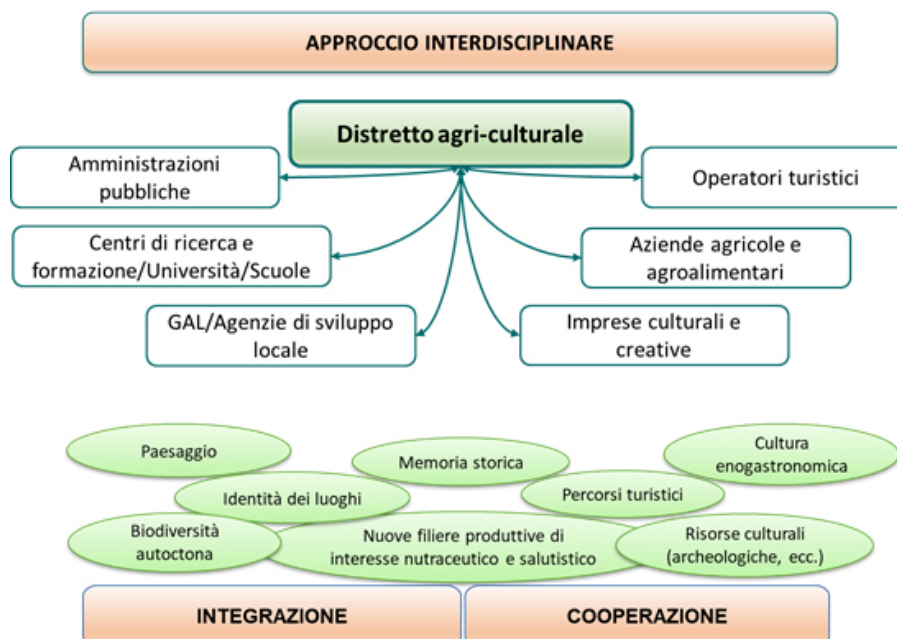 APPROCCIO INTERDISCIPLINARE
Distretto agri-culturale
Amministrazioni
pubbliche
Operatori turistici
Centri di ricerca e
formazione/Università/Scuole
Aziende agricole e
agroalimentari
GAL/Agenzie di sviluppo
locale
Imprese culturali e
creative
Paesaggio
Memoria storica
Cultura
enogastronomica
Identità dei luoghi
Percorsi turistici
Biodiversità
autoctona
Nuove filiere produttive di
interesse nutraceutico e salutistico
Risorse culturali
(archeologiche, ecc.)
INTEGRAZIONE
COOPERAZIONE